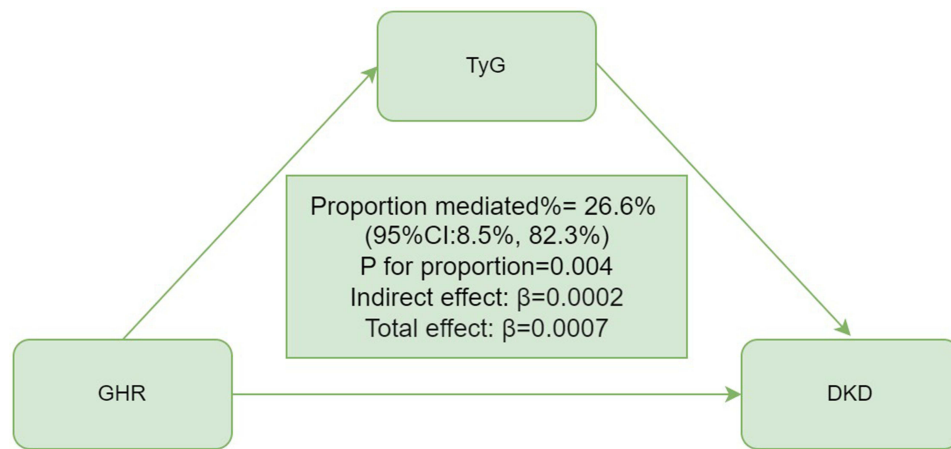 TyG
Proportion mediated%= 26.6%
(95%CI:8.5%, 82.3%)
P for proportion=0.004
Indirect effect: β=0.0002
Total effect: β=0.0007
GHR
DKD